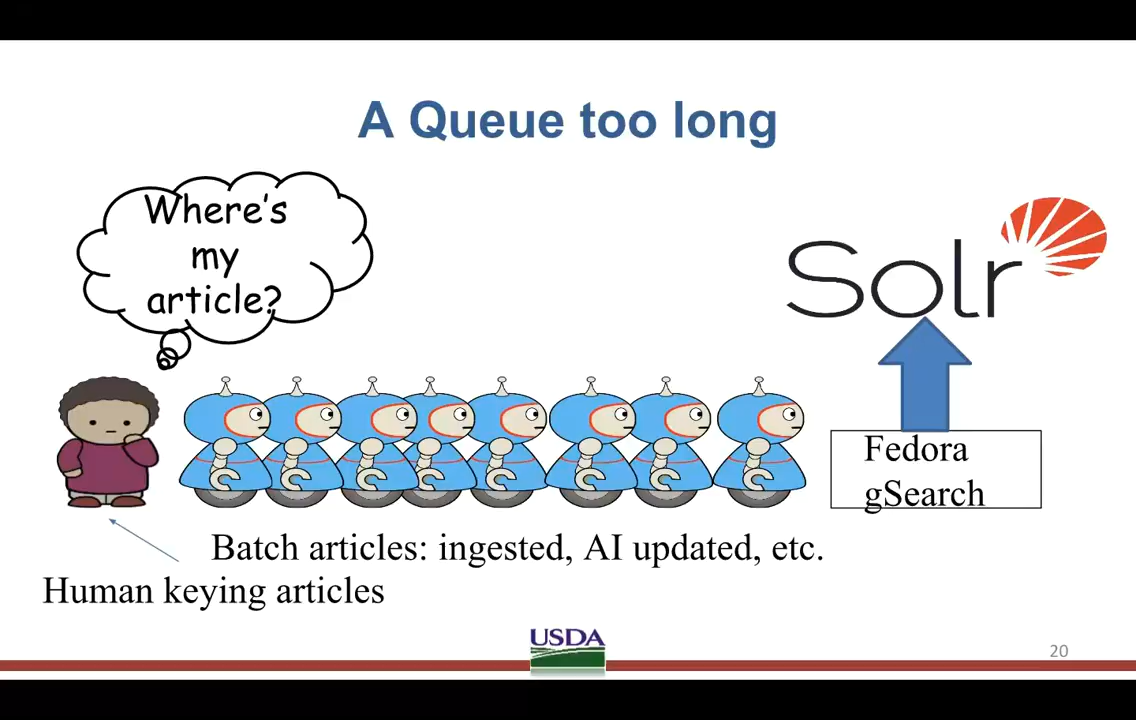 A Queue too long
Where's
my
article?
Solr
Fedora
gSearch
Batch articles: ingested, AI updated, etc.
Human keying articles
USDA
20